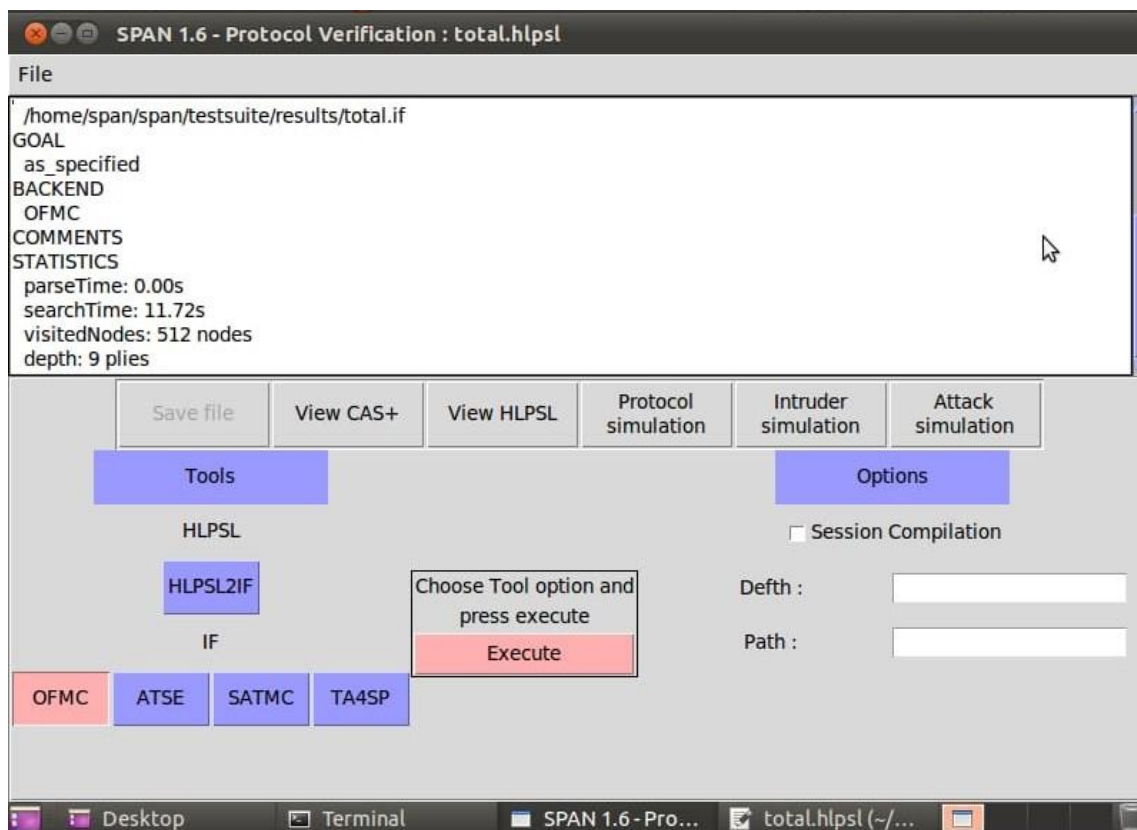 SPAN 1.6 - Protocol Verification : total.hlpsl
File
/home/span/span/testsuite/results/total.if
GOAL
as_specified
BACKEND
OFMC
COMMENTS
STATISTICS
parseTime: 0.00s
searchTime: 11.72s
visitedNodes: 512 nodes
depth: 9 plies
Save file
View CAS+
View HLPSL
Protocol
simulation
Intruder
simulation
Attack
simulation
Tools
Options
HLPSL
Session Compilation
HLPSL2IF
Choose Tool option and
press execute
Defth :
IF
Execute
Path :
OFMC
ATSE
SATMC
TA4SP
Desktop
Terminal
SPAN 1.6 - Pro...
total.hlpsl (~/...